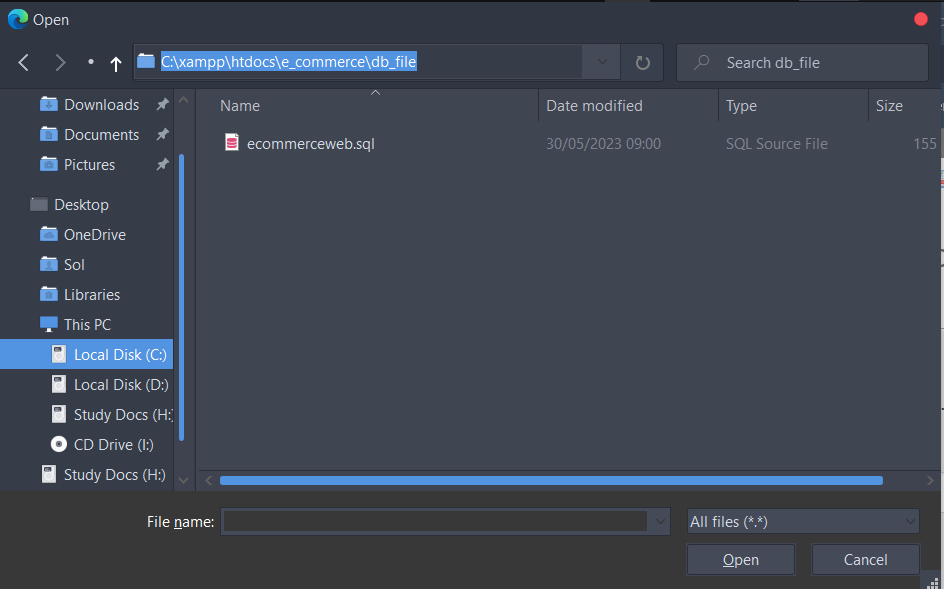 Open
C:\xampp\htdocs\e_commerce\db_file
Search db_file
Downloads
Documents
Pictures
Desktop
OneDrive
Sol
Libraries
This PC
Local Disk (C:)
Local Disk (D:)
Study Docs (H:)
CD Drive (I:)
Study Docs (H:)
Name Date modified Type Size
ecommerceweb.sql 30/05/2023 09:00 SQL Source File 155
File name:
All files (*.*)
Open Cancel